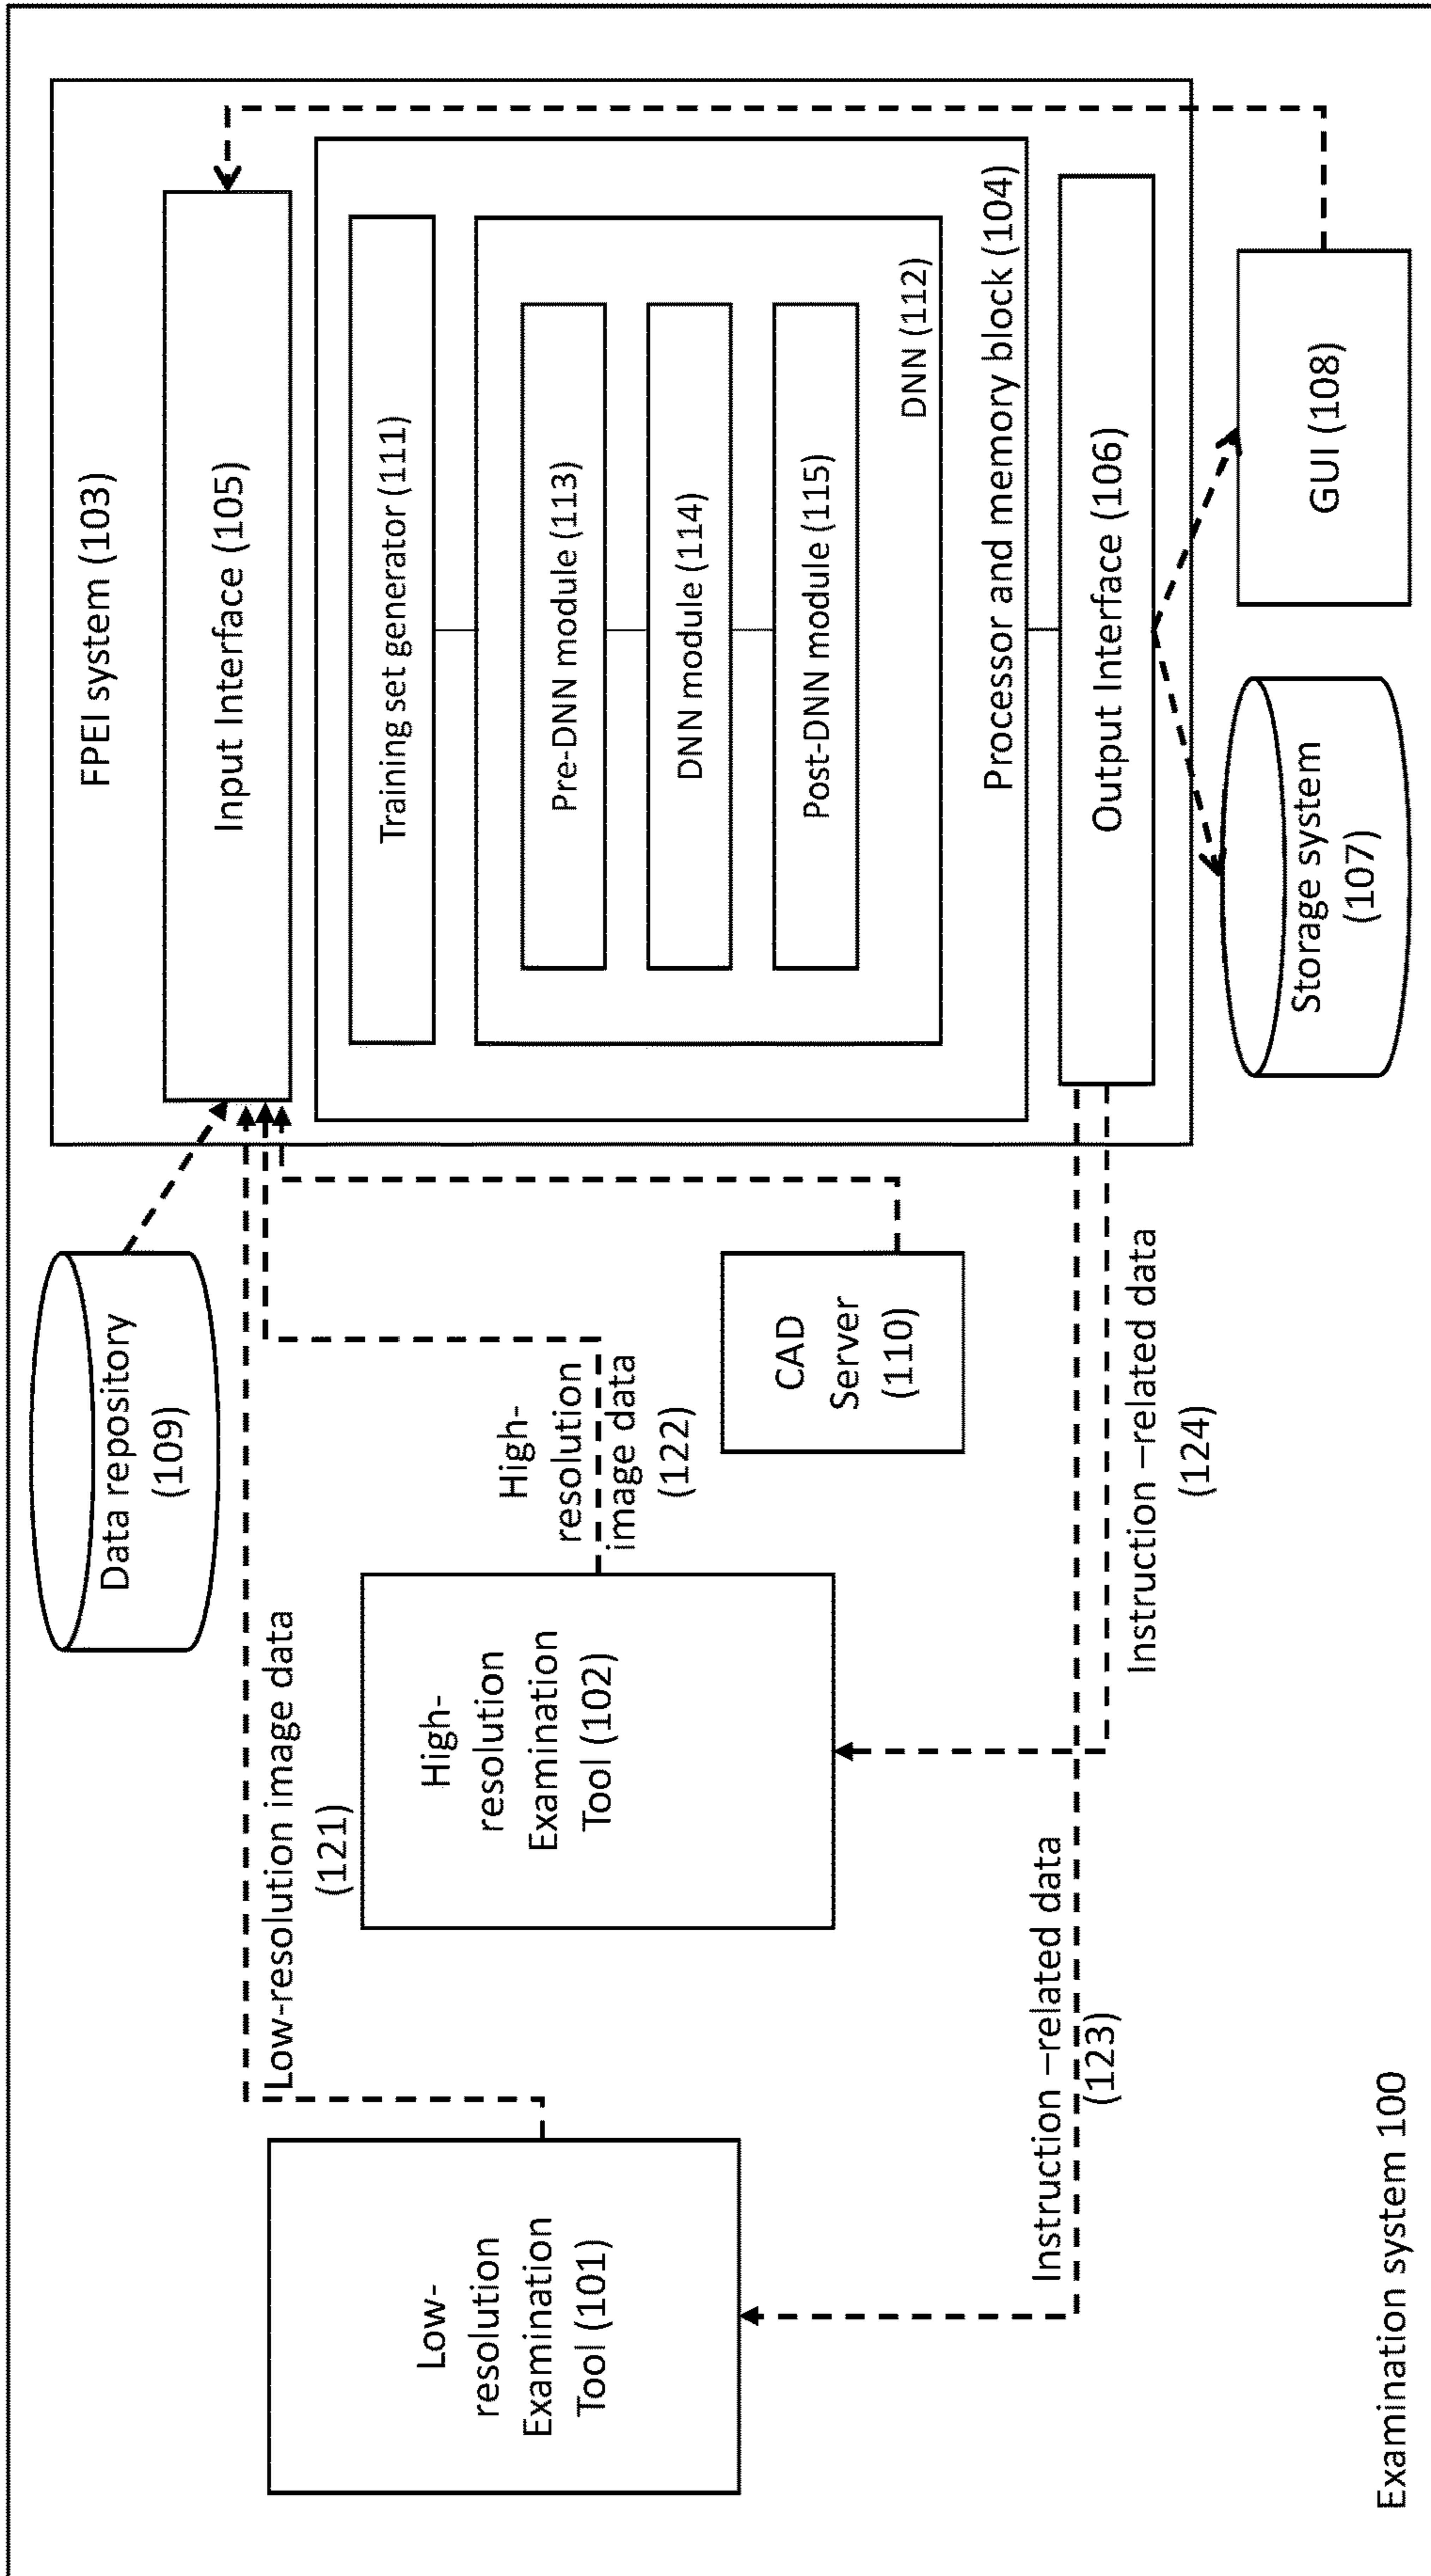 Data repository
(109)
FPEI system (103)
Input Interface (105)
Low-resolution image data
(121)
Training set generator (111)
Pre-DNN module (113)
DNN module (114)
Post-DNN module (115)
DNN (112)
Processor and memory block (104)
Output Interface (106)
Low-
resolution
Examination
Tool (101)
High-
resolution
Examination
Tool (102)
High-
resolution
image data
(122)
CAD
Server
(110)
Instruction –related data
(123)
Instruction –related data
(124)
Storage system
(107)
GUI (108)
Examination system 100